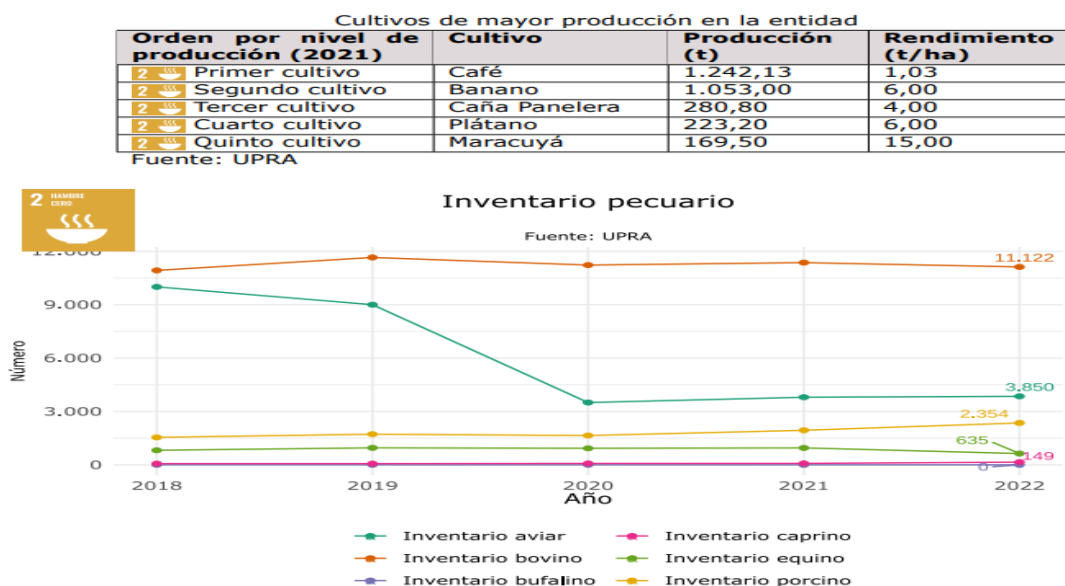 Cultivos de mayor producción en la entidad
Orden por nivel de producción (2021) Cultivo Producción (t) Rendimiento (t/ha)
2 Primer cultivo Café 1.242,13 1,03
2 Segundo cultivo Banano 1.053,00 6,00
2 Tercer cultivo Caña Panelera 280,80 4,00
2 Cuarto cultivo Plátano 223,20 6,00
2 Quinto cultivo Maracuyá 169,50 15,00
Fuente: UPRA
2 HAMBRE CERO
Inventario pecuario
Fuente: UPRA
12.000
11.122
9.000
6.000
Número
3.850
3.000
2.354
635
149
0
0
2018 2019 2020 2021 2022
Año
Inventario aviar Inventario caprino
Inventario bovino Inventario equino
Inventario bufalino Inventario porcino